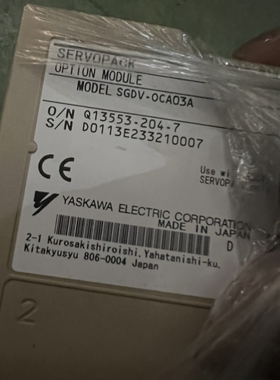 SERVOPACK
OPTION MODULE
MODEL SGDV-OCA03A
O/N Q13553-204-7
S/N D0113E233210007
CE
Use wi
SERVOP
YASKAWA ELECTRIC CORPORATION
MADE IN JAPAN
D
2-1 Kurosakishiroishi, Yahatanishi-ku,
Kitakyusyu 806-0004 Japan
2